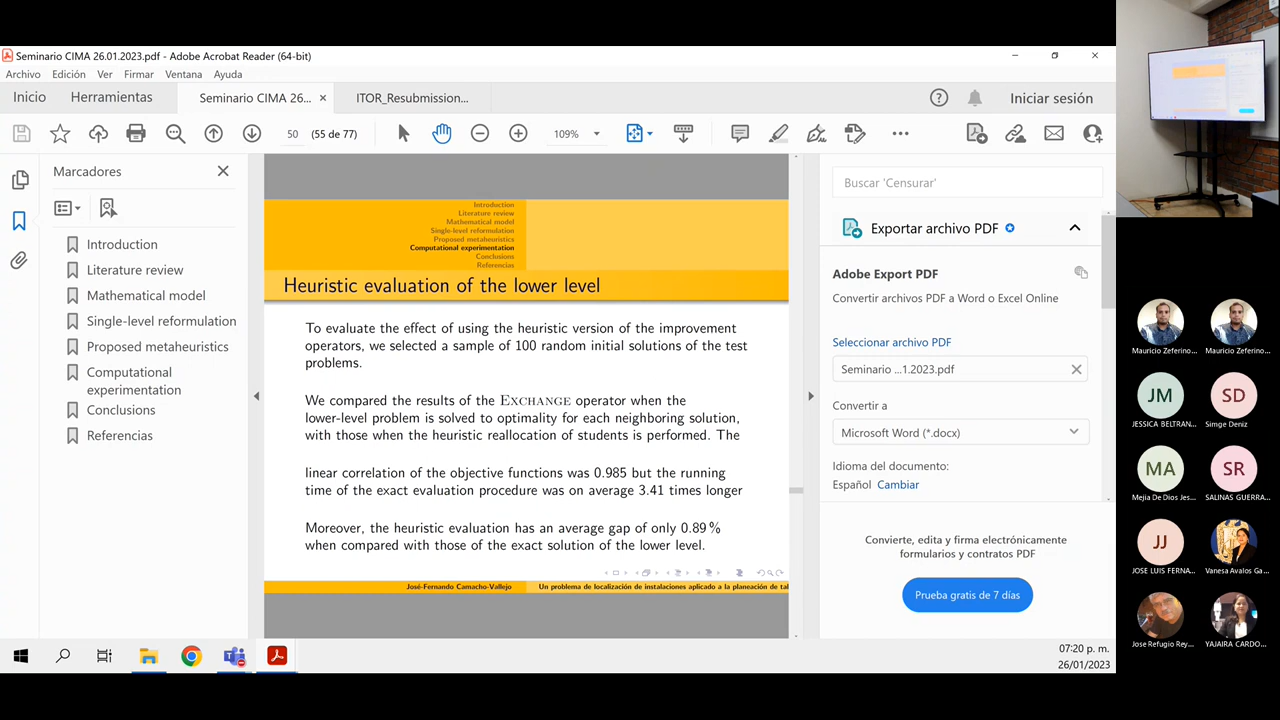 Seminario CIMA 26.01.2023.pdf - Adobe Acrobat Reader (64-bit)
Archivo Edición Ver Firmar Ventana Ayuda
Inicio Herramientas Seminario CIMA 26... × ITOR_Resubmission... Iniciar sesión
50 (55 de 77) 109%
Marcadores
Introduction
Literature review
Mathematical model
Single-level reformulation
Proposed metaheuristics
Computational
experimentation
Conclusions
Referencias
Introduction
Literature review
Mathematical model
Single-level reformulation
Proposed metaheuristics
Computational experimentation
Conclusions
Referencias
Heuristic evaluation of the lower level
To evaluate the effect of using the heuristic version of the improvement
operators, we selected a sample of 100 random initial solutions of the test
problems.
We compared the results of the EXCHANGE operator when the
lower-level problem is solved to optimality for each neighboring solution,
with those when the heuristic reallocation of students is performed. The
linear correlation of the objective functions was 0.985 but the running
time of the exact evaluation procedure was on average 3.41 times longer
Moreover, the heuristic evaluation has an average gap of only 0.89 %
when compared with those of the exact solution of the lower level.
José-Fernando Camacho-Vallejo Un problema de localización de instalaciones aplicado a la planeación de tal
Buscar 'Censurar'
Exportar archivo PDF
Adobe Export PDF
Convertir archivos PDF a Word o Excel Online
Seleccionar archivo PDF
Seminario ...1.2023.pdf
Convertir a
Microsoft Word (*.docx)
Idioma del documento:
Español Cambiar
Convierte, edita y firma electrónicamente
formularios y contratos PDF
Prueba gratis de 7 días
07:20 p. m.
26/01/2023
Mauricio Zeferino... Mauricio Zeferino...
JM SD
JESSICA BELTRAN... Simge Deniz
MA SR
Mejia De Dios Jes... SALINAS GUERRA...
JJ
JOSE LUIS FERNA... Vanesa Avalos Ga...
Jose Refugio Rey... YAJAIRA CARDO...